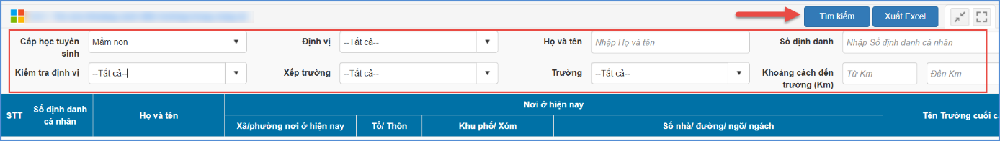 Tìm kiếm Xuất Excel
Cấp học tuyển sinh Mầm non Định vị --Tất cả-- Họ và tên Nhập Họ và tên Số định danh Nhập Số định danh cá nhân
Kiểm tra định vị --Tất cả-- Xếp trường --Tất cả-- Trường --Tất cả-- Khoảng cách đến trường (Km) Từ Km Đến Km
STT Số định danh cá nhân Họ và tên Nơi ở hiện nay Tên Trường cuối c
Xã/phường nơi ở hiện nay Tổ/ Thôn Khu phố/ Xóm Số nhà/ đường/ ngõ/ ngách